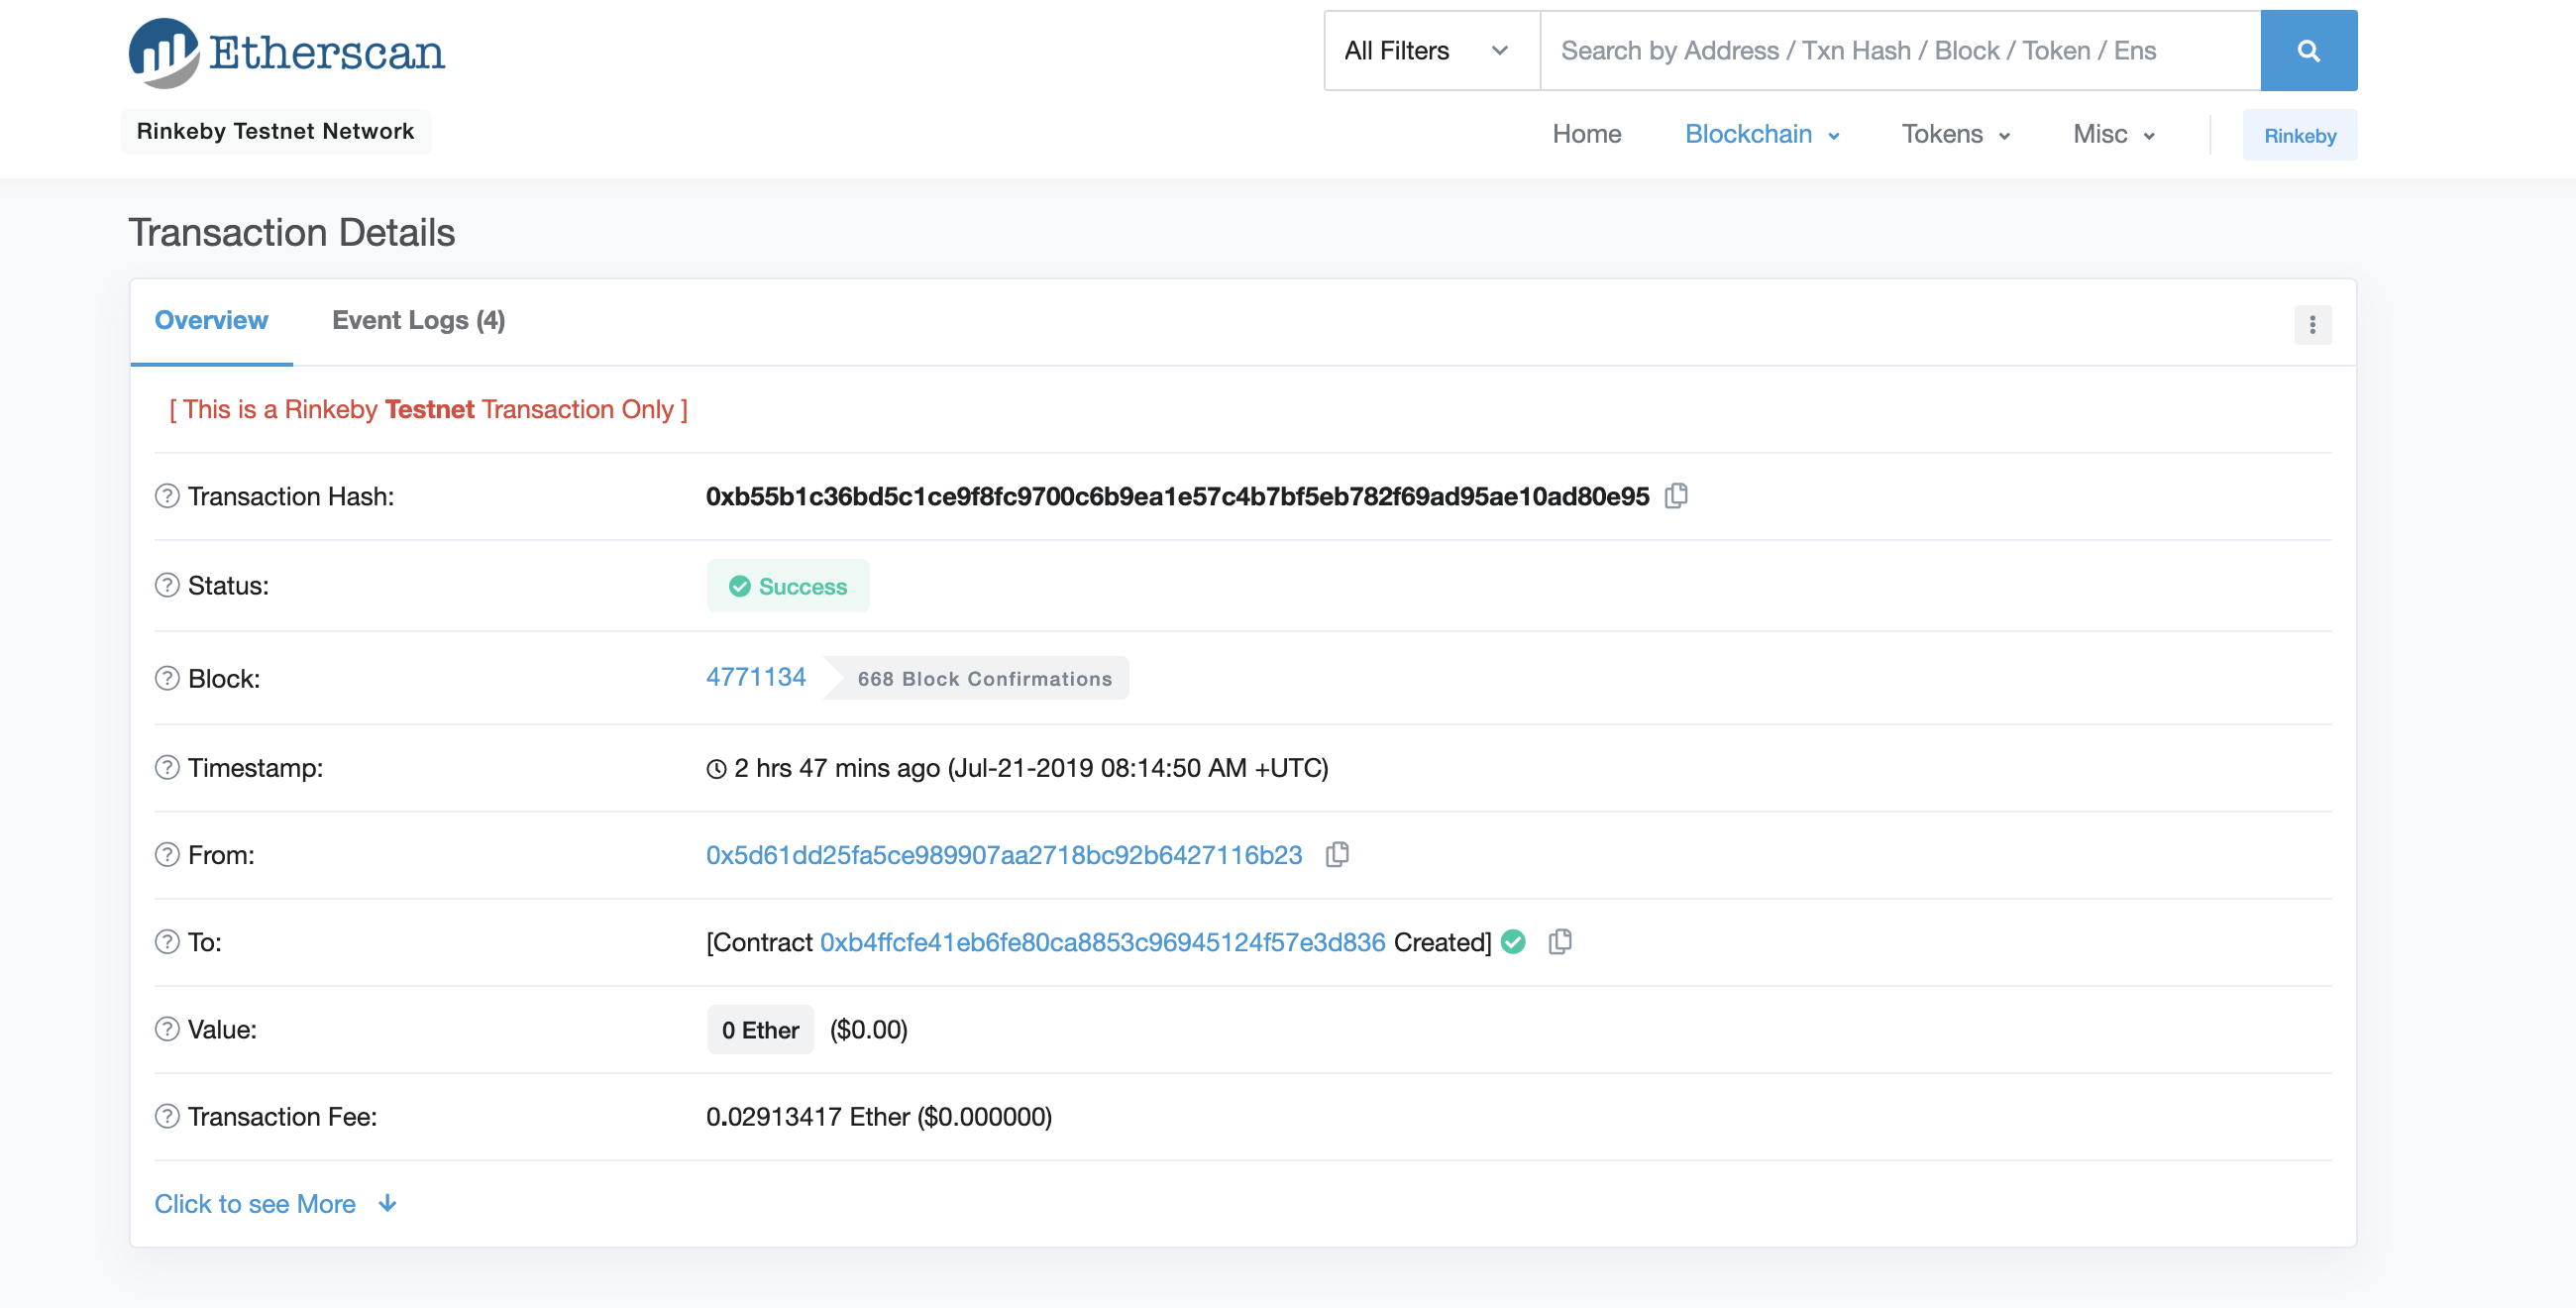 Etherscan
All Filters
Search by Address / Txn Hash / Block / Token / Ens
Rinkeby Testnet Network
Home
Blockchain
Tokens
Misc
Rinkeby
Transaction Details
Overview
Event Logs (4)
[ This is a Rinkeby Testnet Transaction Only ]
Transaction Hash:
0xb55b1c36bd5c1ce9f8fc9700c6b9ea1e57c4b7bf5eb782f69ad95ae10ad80e95
Status:
Success
Block:
4771134
668 Block Confirmations
Timestamp:
2 hrs 47 mins ago (Jul-21-2019 08:14:50 AM +UTC)
From:
0x5d61dd25fa5ce989907aa2718bc92b6427116b23
To:
[Contract 0xb4ffcfe41eb6fe80ca8853c96945124f57e3d836 Created]
Value:
0 Ether ($0.00)
Transaction Fee:
0.02913417 Ether ($0.000000)
Click to see More